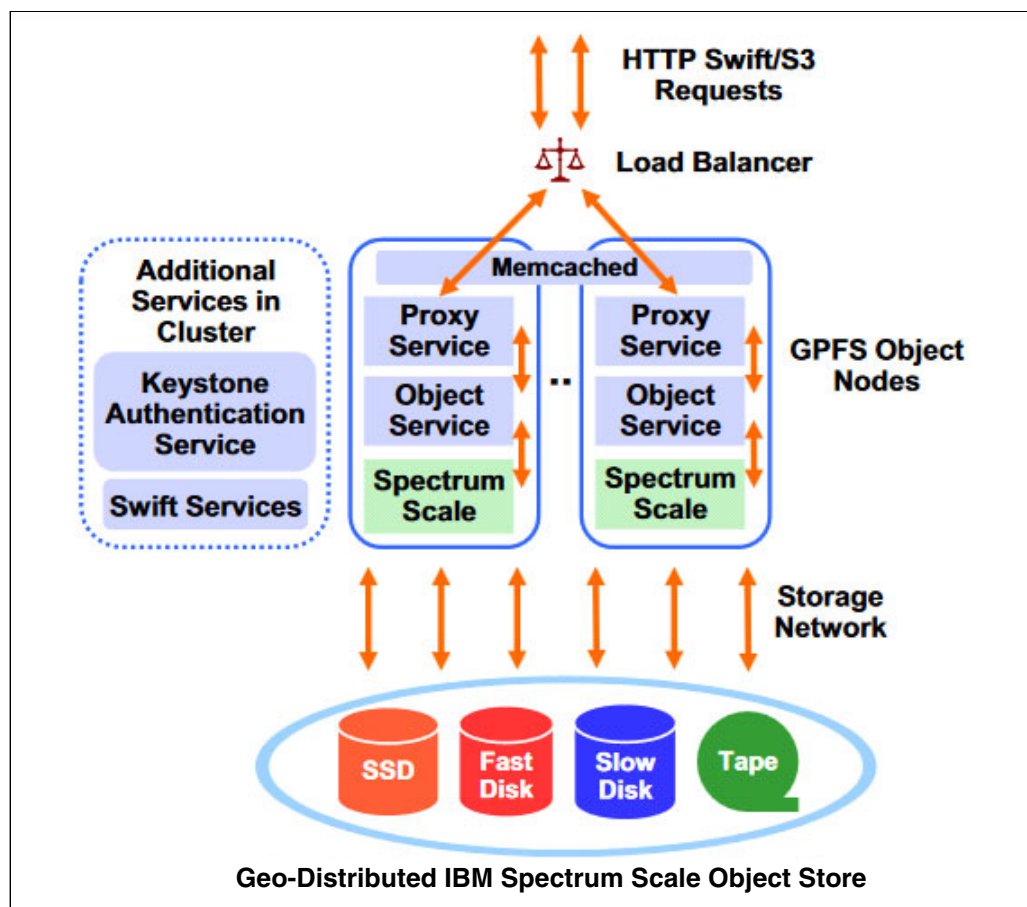 HTTP Swift/S3
Requests
Load Balancer
Additional
Services in
Cluster
Keystone
Authentication
Service
Swift Services
Memcached
Proxy
Service
Object
Service
Spectrum
Scale
..
Proxy
Service
Object
Service
Spectrum
Scale
GPFS Object
Nodes
Storage
Network
SSD
Fast
Disk
Slow
Disk
Tape
Geo-Distributed IBM Spectrum Scale Object Store